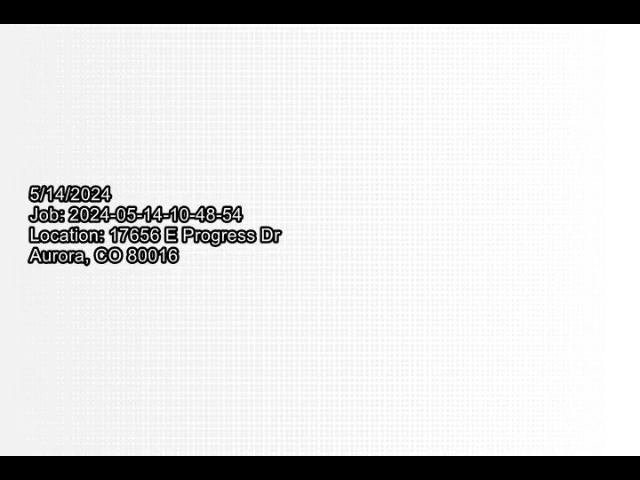 5/14/2024
Job: 2024-05-14-10-48-54
Location: 17656 E Progress Dr
Aurora, CO 80016